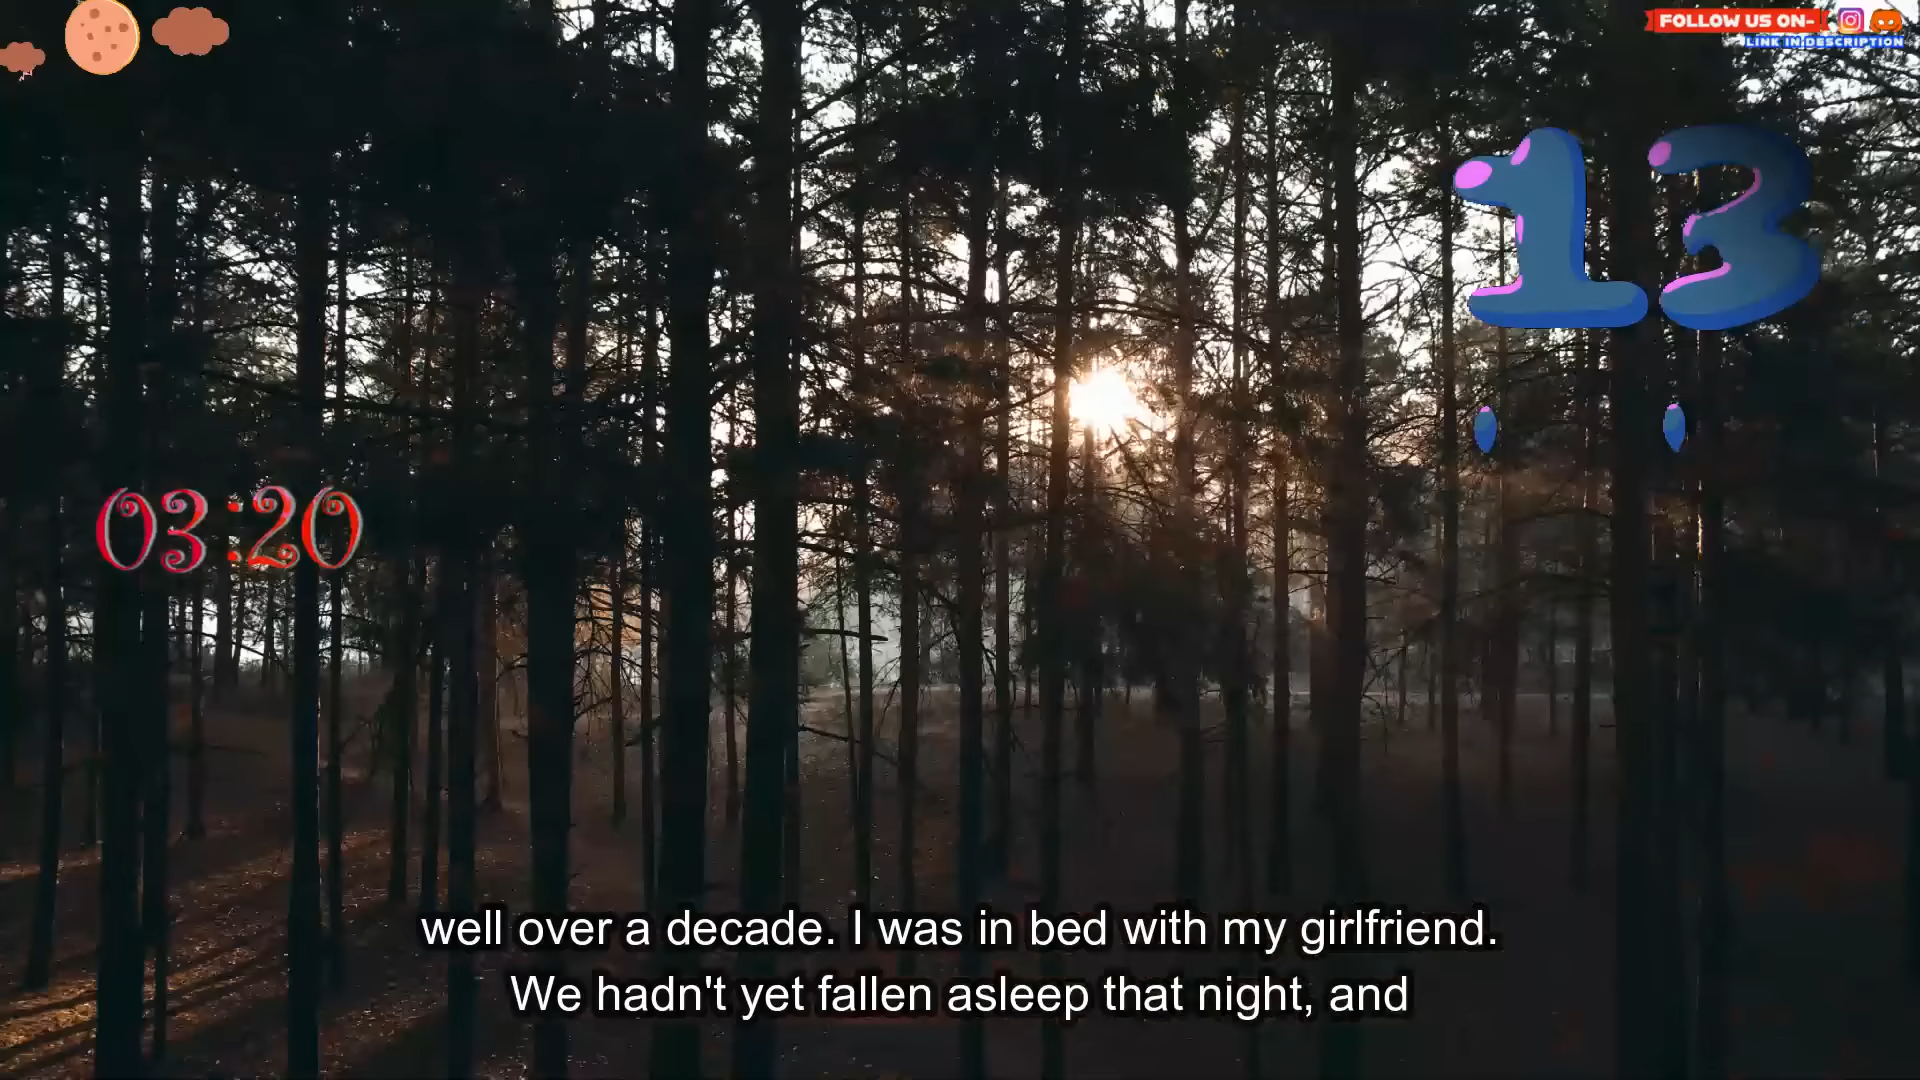 FOLLOW US ON-
LINK IN DESCRIPTION
13
03:20
well over a decade. I was in bed with my girlfriend.
We hadn't yet fallen asleep that night, and